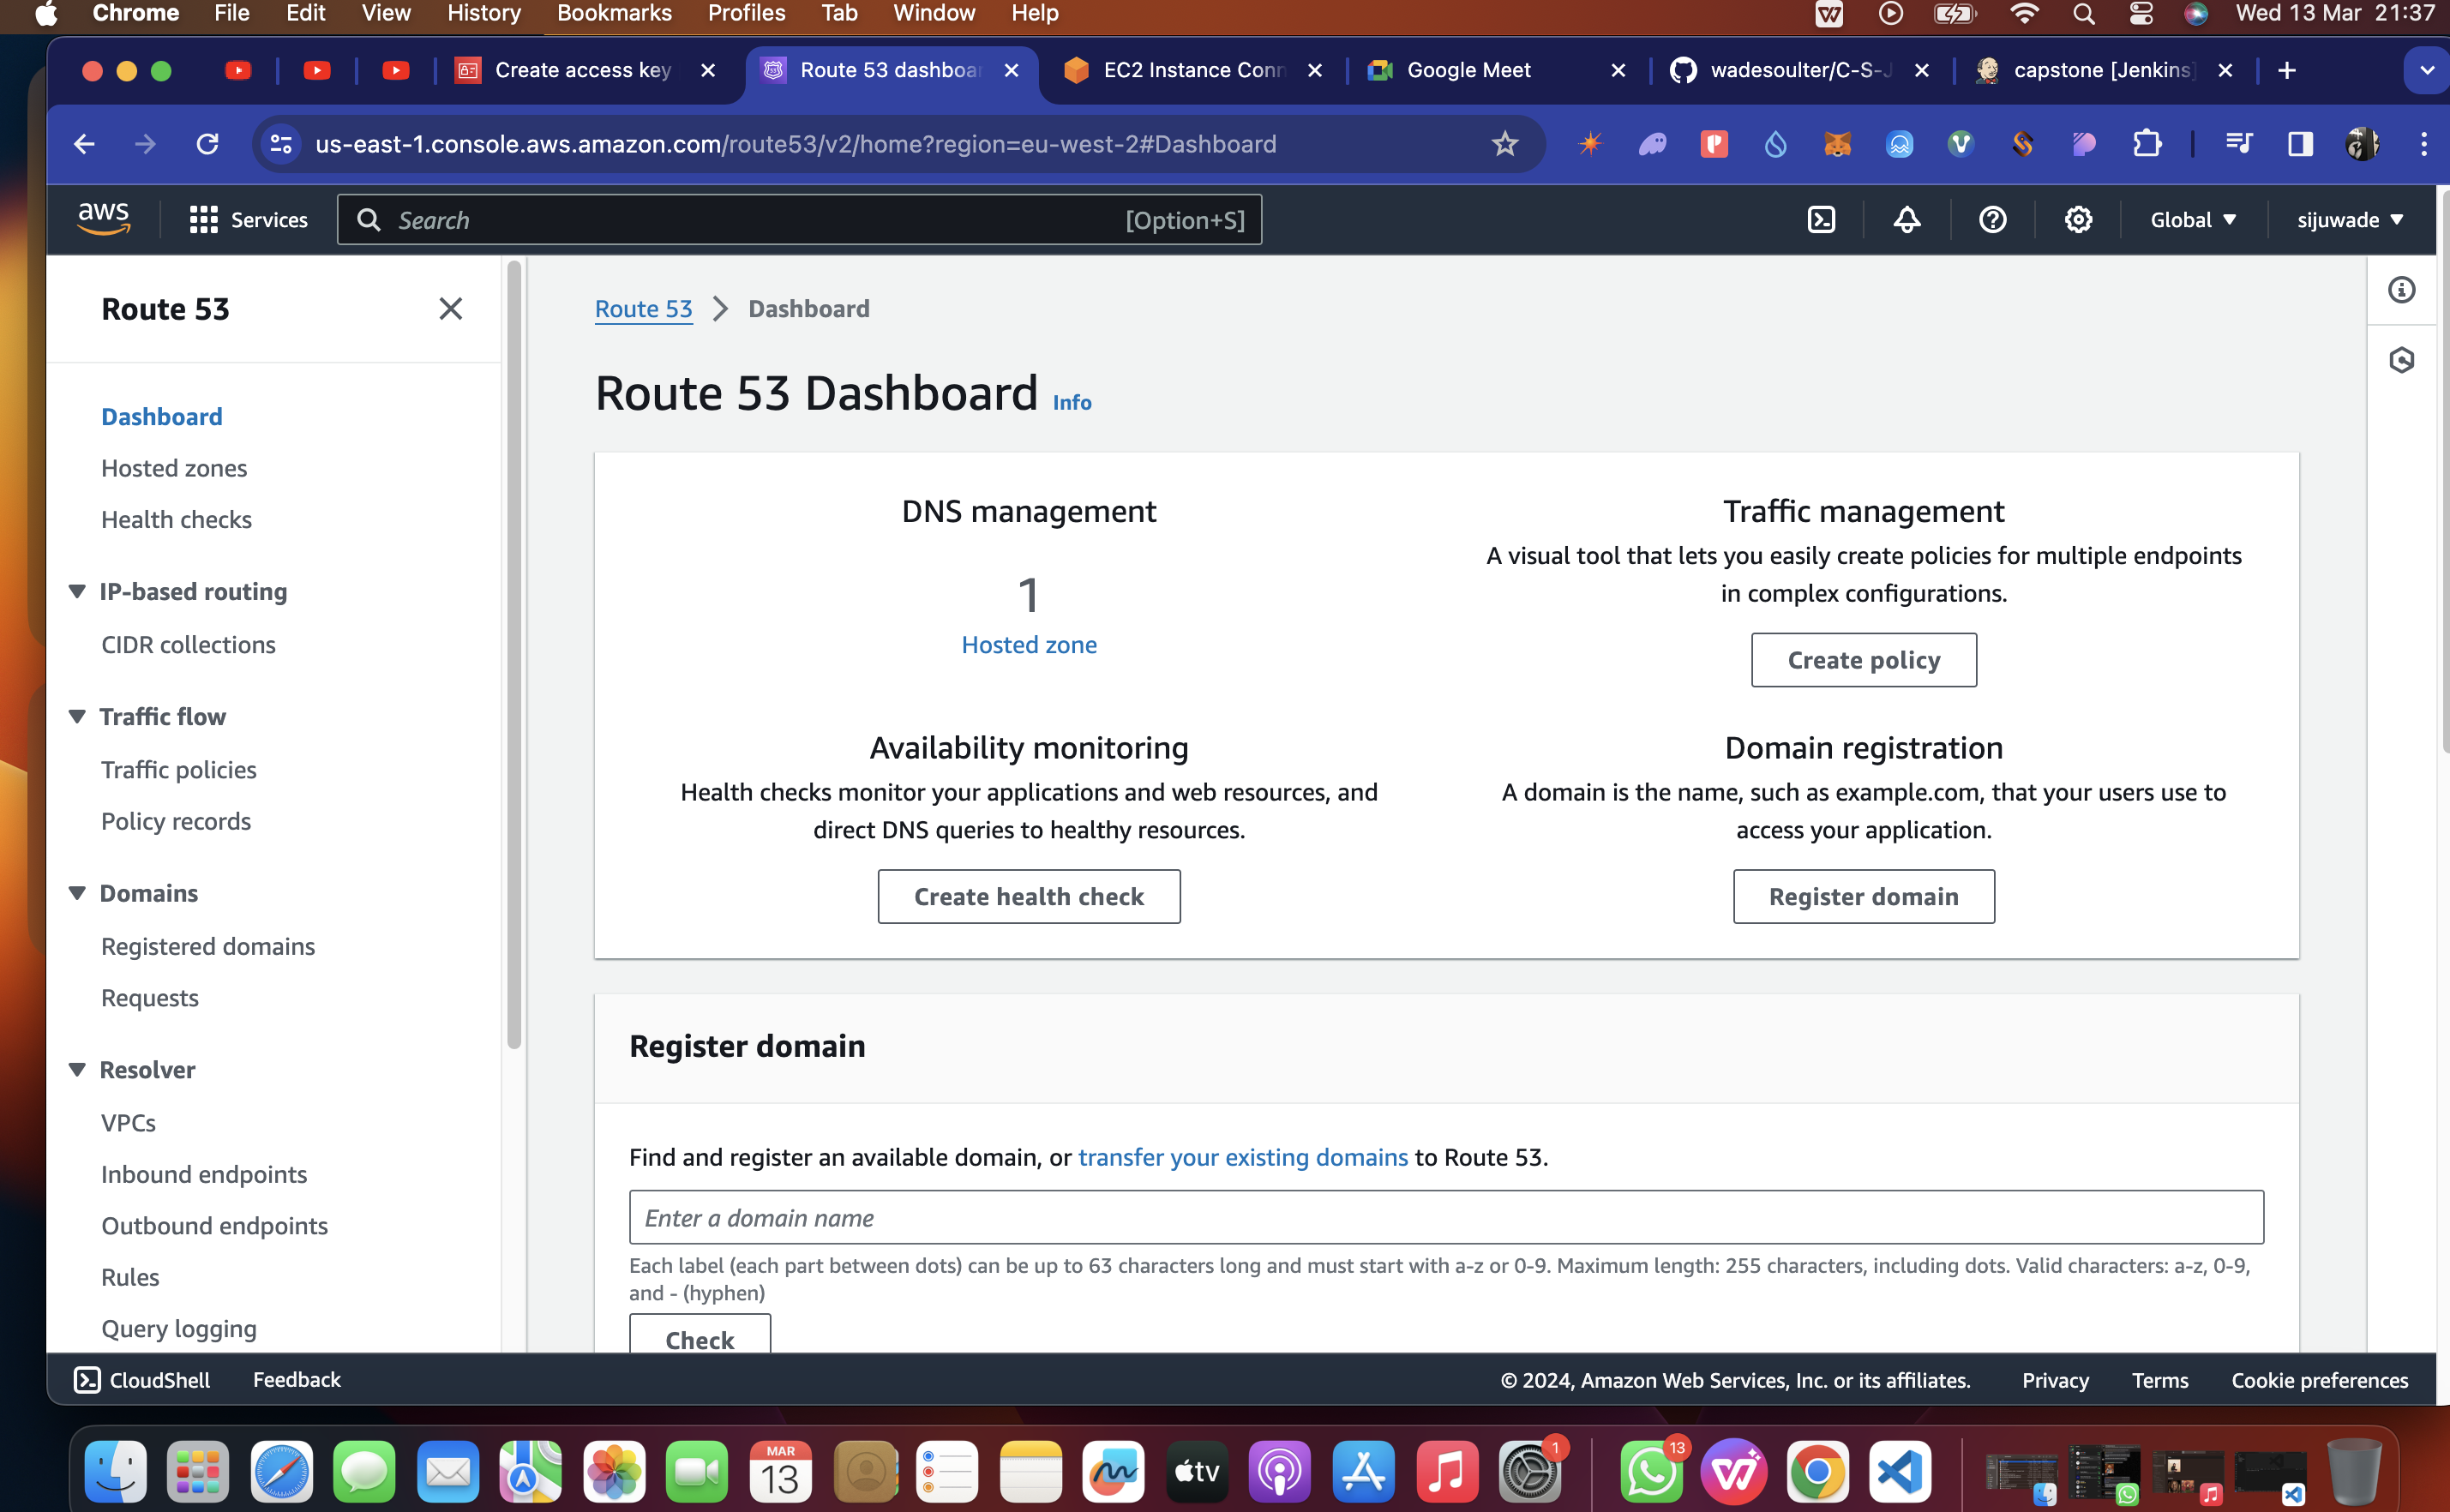 Chrome File Edit View History Bookmarks Profiles Tab Window Help
Wed 13 Mar 21:37
Create access key
Route 53 dashboar
EC2 Instance Conn
Google Meet
wadesoulter/C-S-J
capstone [Jenkins]
us-east-1.console.aws.amazon.com/route53/v2/home?region=eu-west-2#Dashboard
aws
Services
Search
[Option+S]
Global
sijuwade
Route 53
Dashboard
Hosted zones
Health checks
IP-based routing
CIDR collections
Traffic flow
Traffic policies
Policy records
Domains
Registered domains
Requests
Resolver
VPCs
Inbound endpoints
Outbound endpoints
Rules
Query logging
Route 53 > Dashboard
Route 53 Dashboard Info
DNS management
1
Hosted zone
Traffic management
A visual tool that lets you easily create policies for multiple endpoints
in complex configurations.
Create policy
Availability monitoring
Health checks monitor your applications and web resources, and
direct DNS queries to healthy resources.
Create health check
Domain registration
A domain is the name, such as example.com, that your users use to
access your application.
Register domain
Register domain
Find and register an available domain, or transfer your existing domains to Route 53.
Enter a domain name
Each label (each part between dots) can be up to 63 characters long and must start with a-z or 0-9. Maximum length: 255 characters, including dots. Valid characters: a-z, 0-9,
and - (hyphen)
Check
CloudShell
Feedback
© 2024, Amazon Web Services, Inc. or its affiliates.
Privacy
Terms
Cookie preferences
MAR
13
tv
1
13